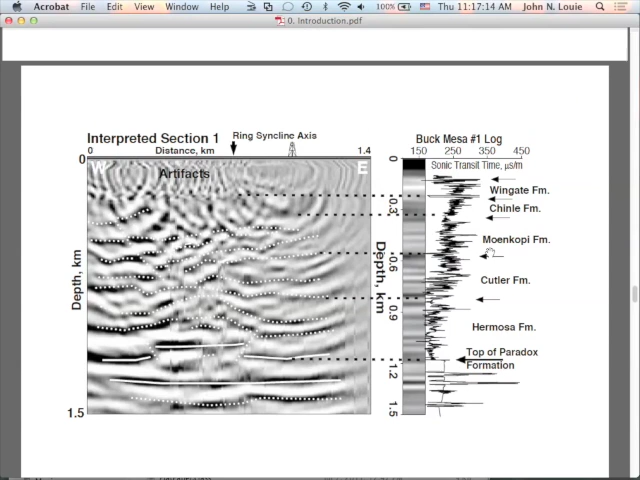 Acrobat File Edit View Window Help 100% Thu 11:17:14 AM John N. Louie
0. Introduction.pdf
Interpreted Section 1
Ring Syncline Axis
0 Distance, km 1.4
0
W E
Artifacts
Depth, km
1.5
Buck Mesa #1 Log
150 250 350 450
Sonic Transit Time, µs/m
0
0.3
0.6
0.9
1.2
1.5
Depth, km
Wingate Fm.
Chinle Fm.
Moenkopi Fm.
Cutler Fm.
Hermosa Fm.
Top of Paradox
Formation